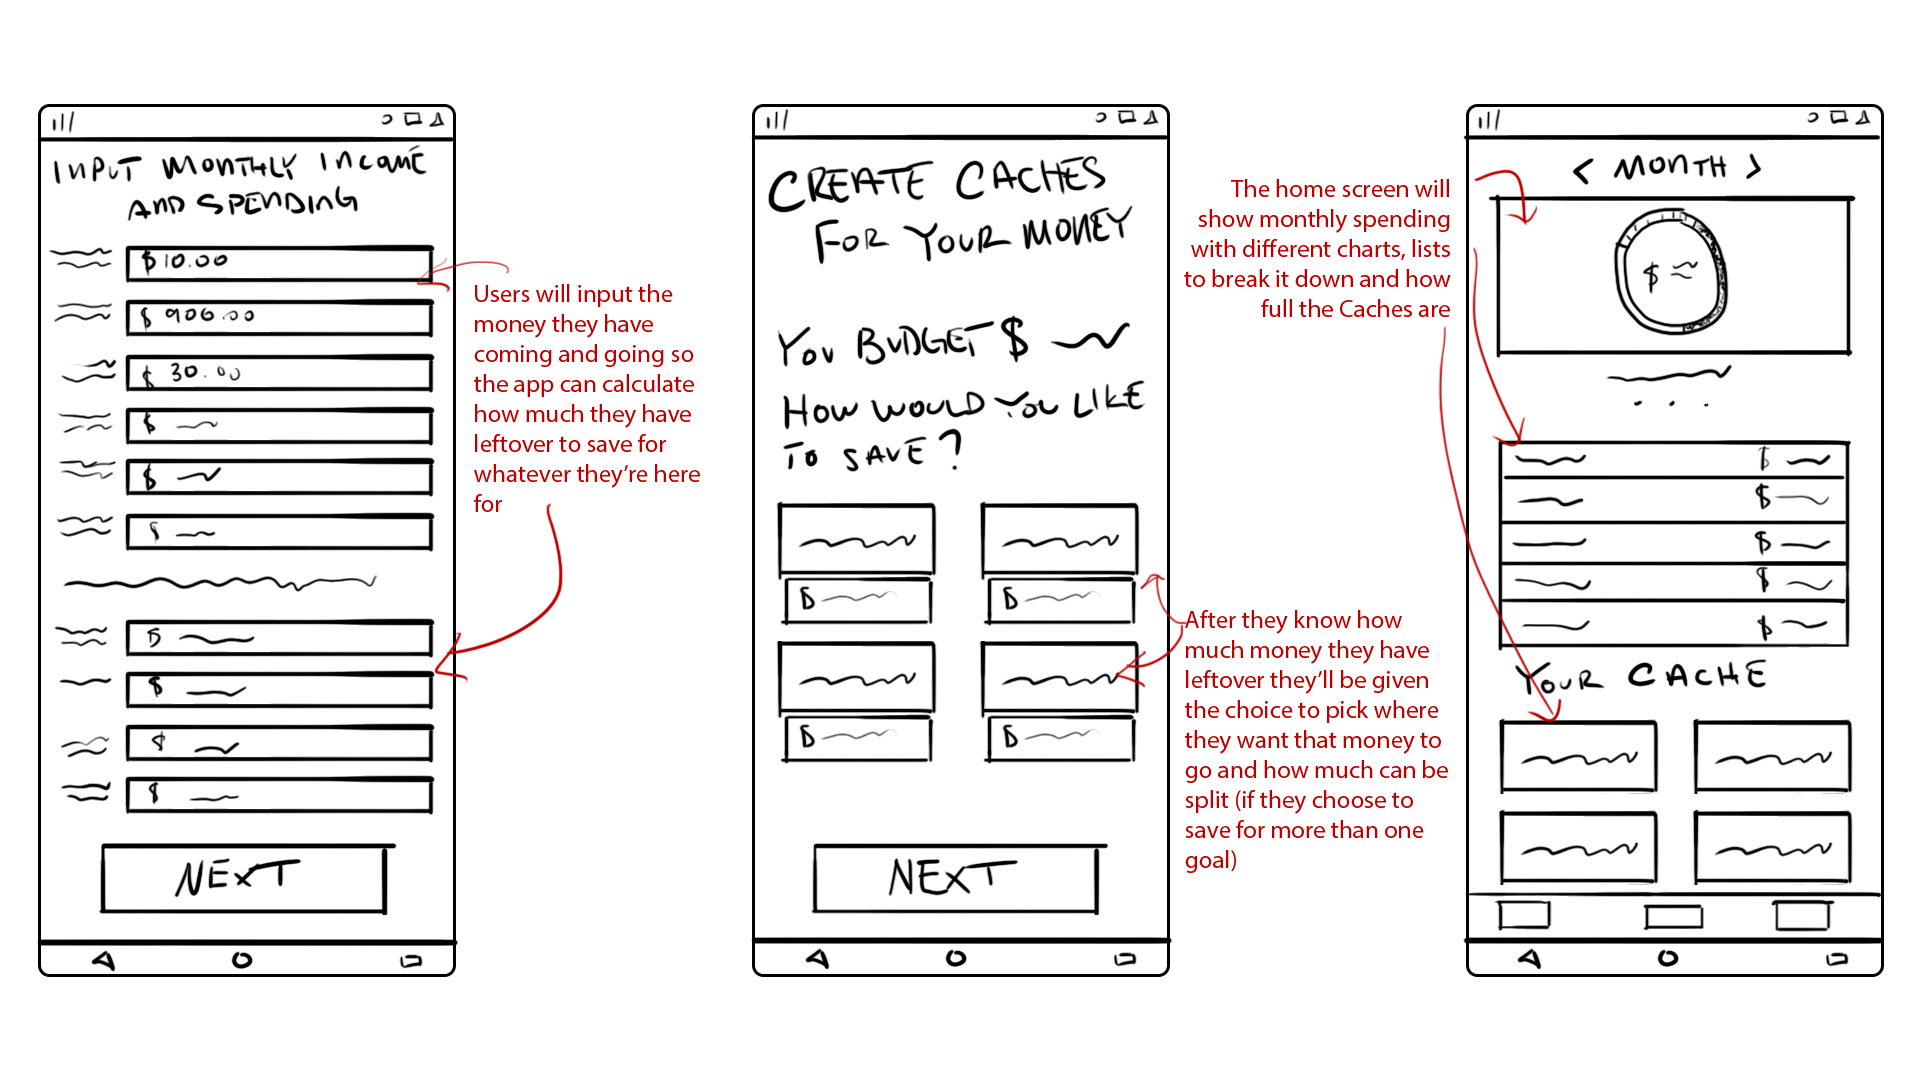 INPUT MONTHLY INCOME
AND SPENDING
$10.00
$ 900.00
$ 30.00
$
$
$
$
$
$
$
NEXT
Users will input the
money they have
coming and going so
the app can calculate
how much they have
leftover to save for
whatever they’re here
for
CREATE CACHES
FOR YOUR MONEY
YOU BUDGET $
HOW WOULD YOU LIKE
TO SAVE?
$
$
$
$
NEXT
After they know how
much money they have
leftover they’ll be given
the choice to pick where
they want that money to
go and how much can be
split (if they choose to
save for more than one
goal)
The home screen will
show monthly spending
with different charts, lists
to break it down and how
full the Caches are
< MONTH >
$
$
$
$
$
$
YOUR CACHE